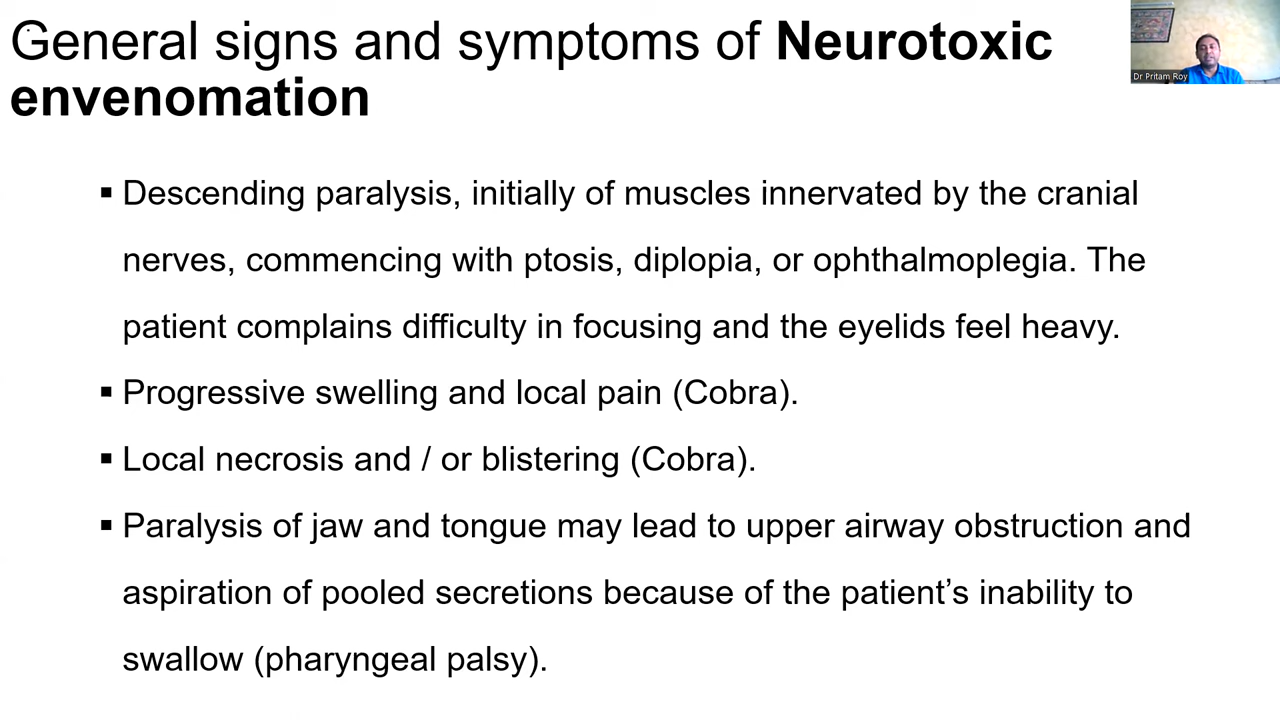 General signs and symptoms of Neurotoxic
envenomation
Dr Pritam Roy
▪ Descending paralysis, initially of muscles innervated by the cranial
nerves, commencing with ptosis, diplopia, or ophthalmoplegia. The
patient complains difficulty in focusing and the eyelids feel heavy.
▪ Progressive swelling and local pain (Cobra).
▪ Local necrosis and / or blistering (Cobra).
▪ Paralysis of jaw and tongue may lead to upper airway obstruction and
aspiration of pooled secretions because of the patient’s inability to
swallow (pharyngeal palsy).